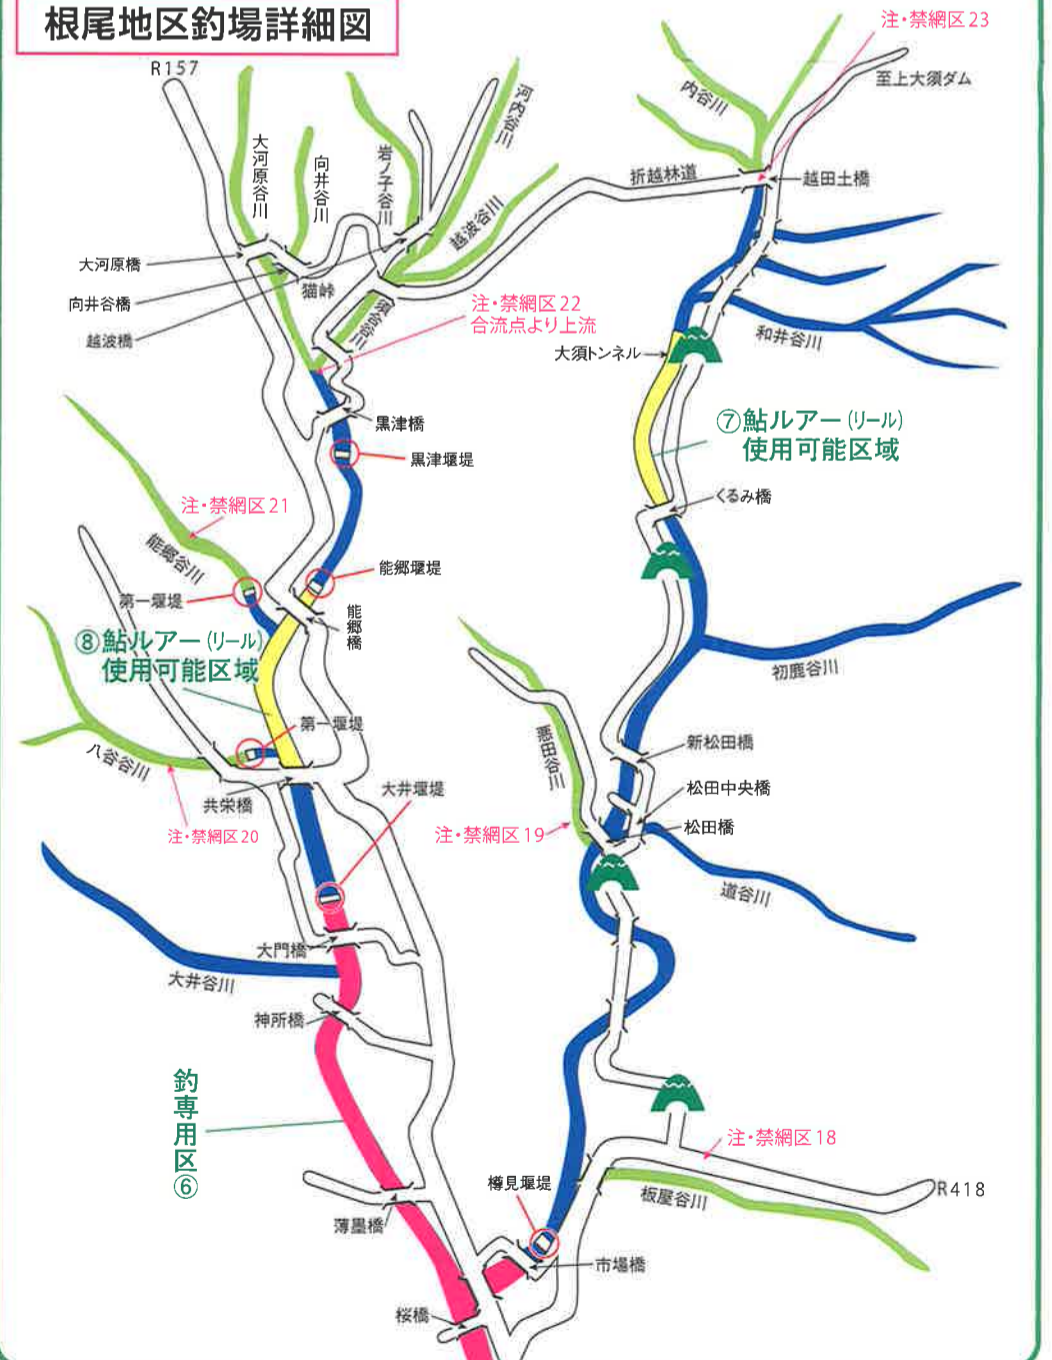 根尾地区釣場詳細図
R157
注・禁網区23
至上大須ダム
内谷川
河内谷川
大河原谷川
向井谷川
岩ノ子谷川
越波谷川
折越林道
越田土橋
大河原橋
向井谷橋
越波橋
猫峠
須合谷川
注・禁網区22
合流点より上流
大須トンネル
和井谷川
黒津橋
黒津堰堤
⑦鮎ルアー(リール)
使用可能区域
くるみ橋
注・禁網区21
能郷谷川
第一堰堤
能郷堰堤
能郷橋
⑧鮎ルアー(リール)
使用可能区域
第一堰堤
初鹿谷川
八谷谷川
共栄橋
大井堰堤
悪田谷川
新松田橋
松田中央橋
松田橋
注・禁網区20
注・禁網区19
道谷川
大門橋
大井谷川
神所橋
釣専用区⑥
注・禁網区18
樽見堰堤
板屋谷川
R418
薄墨橋
市場橋
桜橋